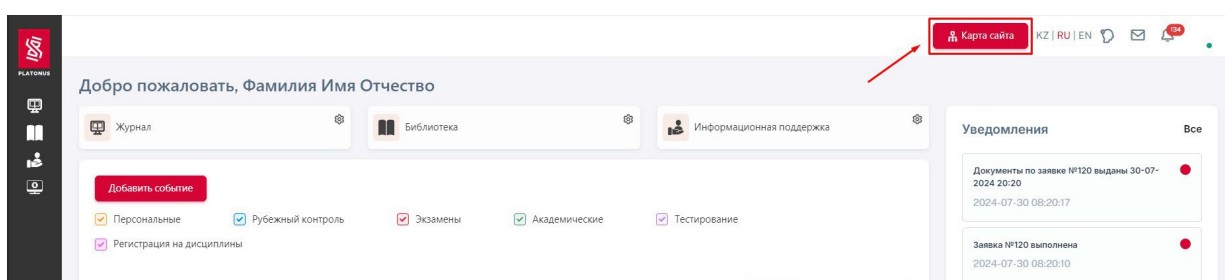 PLATONUS
Карта сайта
KZ | RU | EN
134
Добро пожаловать, Фамилия Имя Отчество
Журнал
Библиотека
Информационная поддержка
Добавить событие
Персональные
Рубежный контроль
Экзамены
Академические
Тестирование
Регистрация на дисциплины
Уведомления
Все
Документы по заявке №120 выданы 30-07-
2024 20:20
2024-07-30 08:20:17
Заявка №120 выполнена
2024-07-30 08:20:10